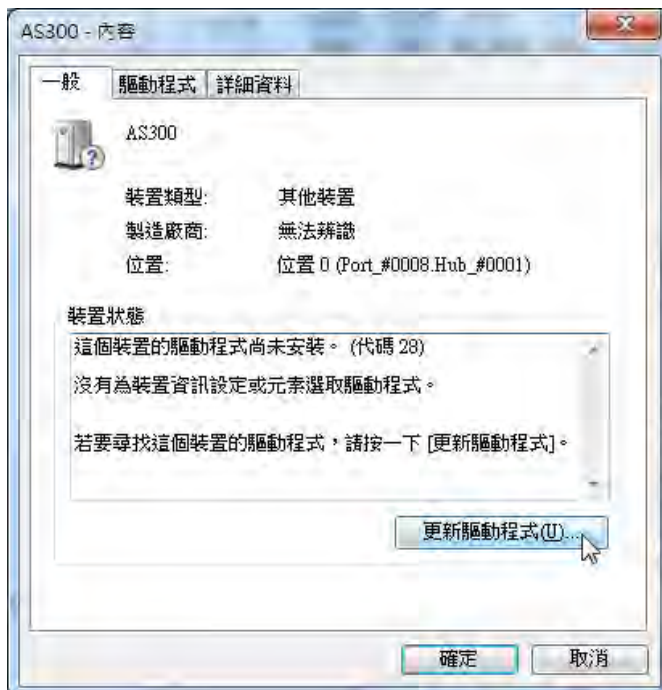 AS300 - 內容
一般 驅動程式 詳細資料
AS300
裝置類型: 其他裝置
製造廠商: 無法辨識
位置: 位置 0 (Port_#0008.Hub_#0001)
裝置狀態
這個裝置的驅動程式尚未安裝。 (代碼 28)
沒有為裝置資訊設定或元素選取驅動程式。
若要尋找這個裝置的驅動程式，請按一下 [更新驅動程式]。
更新驅動程式(U)...
確定 取消